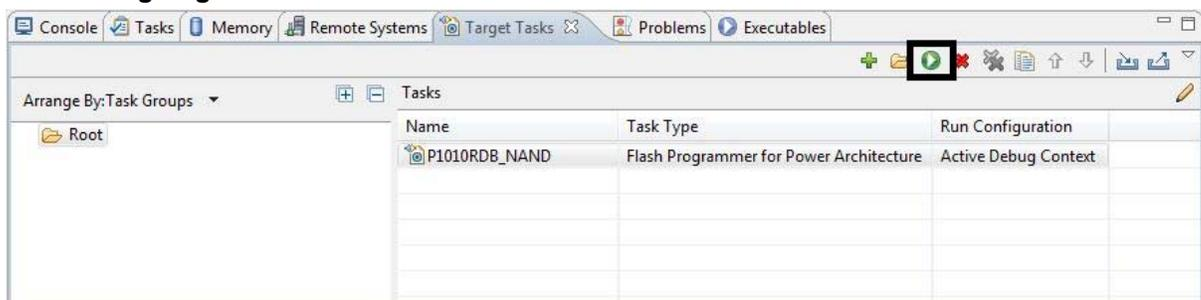 Console Tasks Memory Remote Systems Target Tasks Problems Executables
Arrange By:Task Groups
Tasks
Root
Name Task Type Run Configuration
P1010RDB_NAND Flash Programmer for Power Architecture Active Debug Context